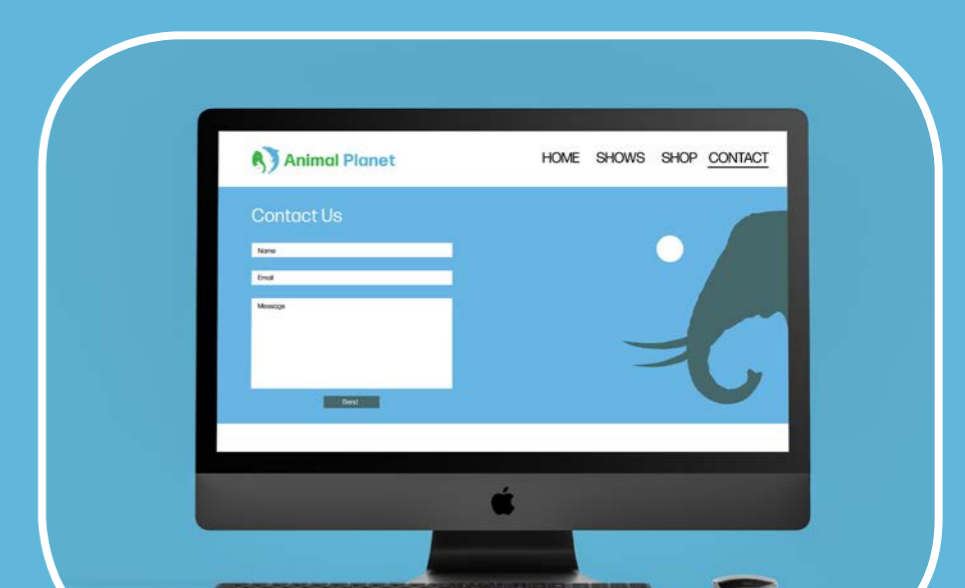 Animal Planet
HOME SHOWS SHOP CONTACT
Contact Us
Name
Email
Message
Send